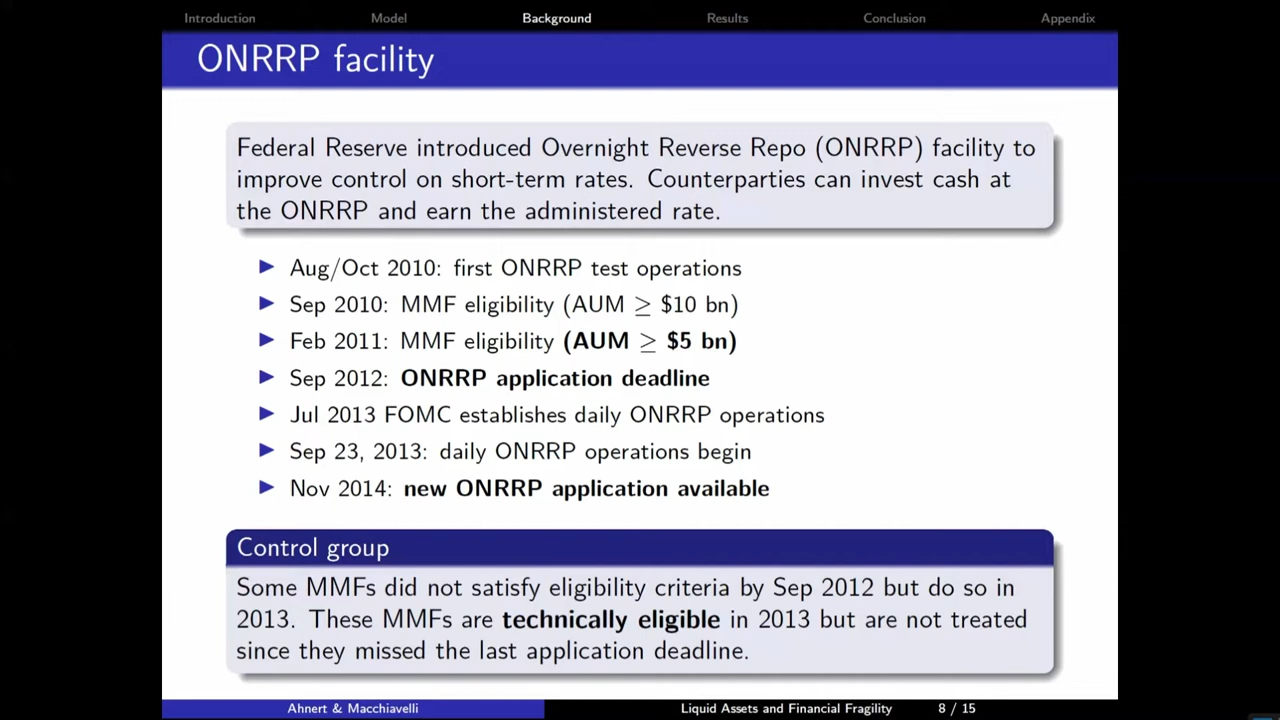 Introduction Model Background Results Conclusion Appendix
ONRRP facility
Federal Reserve introduced Overnight Reverse Repo (ONRRP) facility to
improve control on short-term rates. Counterparties can invest cash at
the ONRRP and earn the administered rate.
Aug/Oct 2010: first ONRRP test operations
Sep 2010: MMF eligibility (AUM ≥ $10 bn)
Feb 2011: MMF eligibility (AUM ≥ $5 bn)
Sep 2012: ONRRP application deadline
Jul 2013 FOMC establishes daily ONRRP operations
Sep 23, 2013: daily ONRRP operations begin
Nov 2014: new ONRRP application available
Control group
Some MMFs did not satisfy eligibility criteria by Sep 2012 but do so in
2013. These MMFs are technically eligible in 2013 but are not treated
since they missed the last application deadline.
Ahnert & Macchiavelli Liquid Assets and Financial Fragility 8 / 15